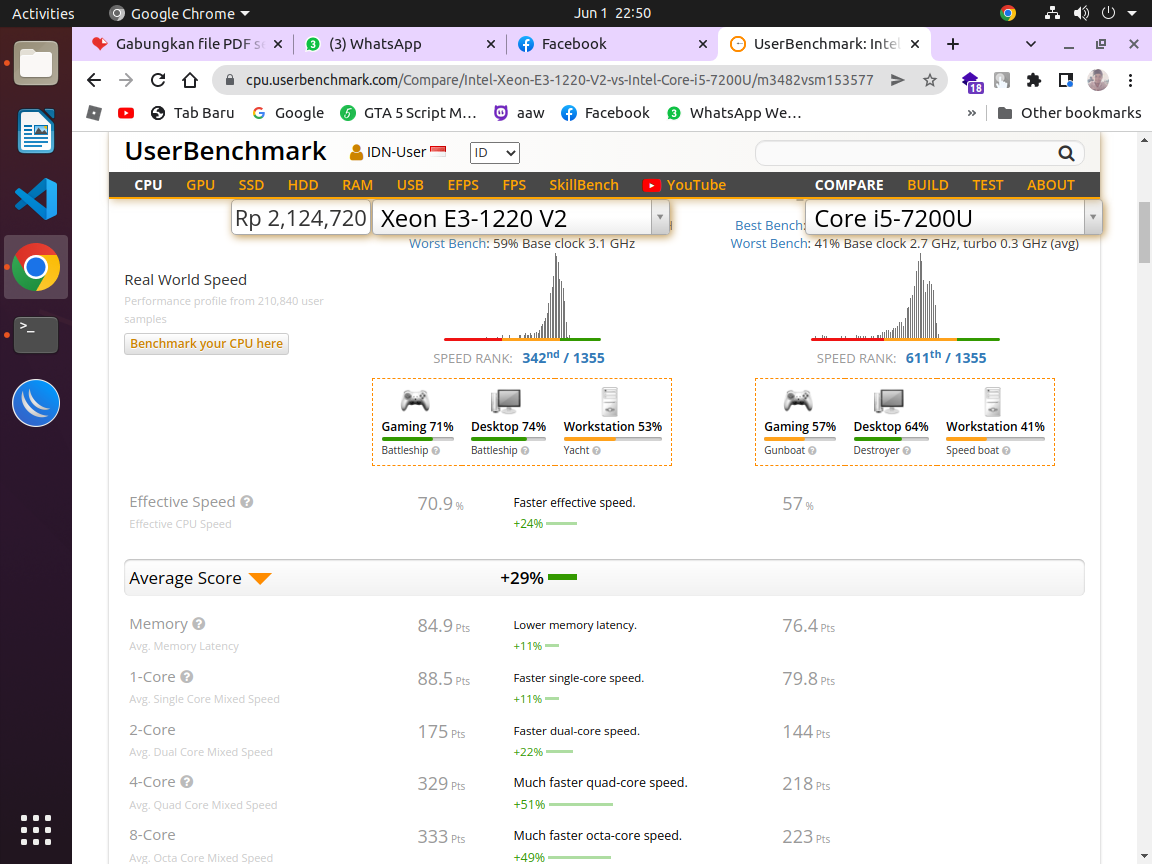 Activities
Google Chrome
Jun 1 22:50
Gabungkan file PDF se
(3) WhatsApp
Facebook
UserBenchmark: Intel
cpu.userbenchmark.com/Compare/Intel-Xeon-E3-1220-V2-vs-Intel-Core-i5-7200U/m3482vsm153577
18
Tab Baru
Google
GTA 5 Script M...
aaw
Facebook
WhatsApp We...
»
Other bookmarks
UserBenchmark
IDN-User
ID
CPU GPU SSD HDD RAM USB EFPS FPS SkillBench YouTube COMPARE BUILD TEST ABOUT
Rp 2,124,720 Xeon E3-1220 V2 Core i5-7200U
Best Bench:
Worst Bench: 59% Base clock 3.1 GHz
Worst Bench: 41% Base clock 2.7 GHz, turbo 0.3 GHz (avg)
Real World Speed
Performance profile from 210,840 user
samples
Benchmark your CPU here
SPEED RANK: 342nd / 1355
SPEED RANK: 611th / 1355
Gaming 71% Desktop 74% Workstation 53%
Battleship Battleship Yacht
Gaming 57% Desktop 64% Workstation 41%
Gunboat Destroyer Speed boat
Effective Speed 70.9 % Faster effective speed. 57 %
Effective CPU Speed +24%
Average Score +29%
Memory 84.9 Pts Lower memory latency. 76.4 Pts
Avg. Memory Latency +11%
1-Core 88.5 Pts Faster single-core speed. 79.8 Pts
Avg. Single Core Mixed Speed +11%
2-Core 175 Pts Faster dual-core speed. 144 Pts
Avg. Dual Core Mixed Speed +22%
4-Core 329 Pts Much faster quad-core speed. 218 Pts
Avg. Quad Core Mixed Speed +51%
8-Core 333 Pts Much faster octa-core speed. 223 Pts
Avg. Octa Core Mixed Speed +49%